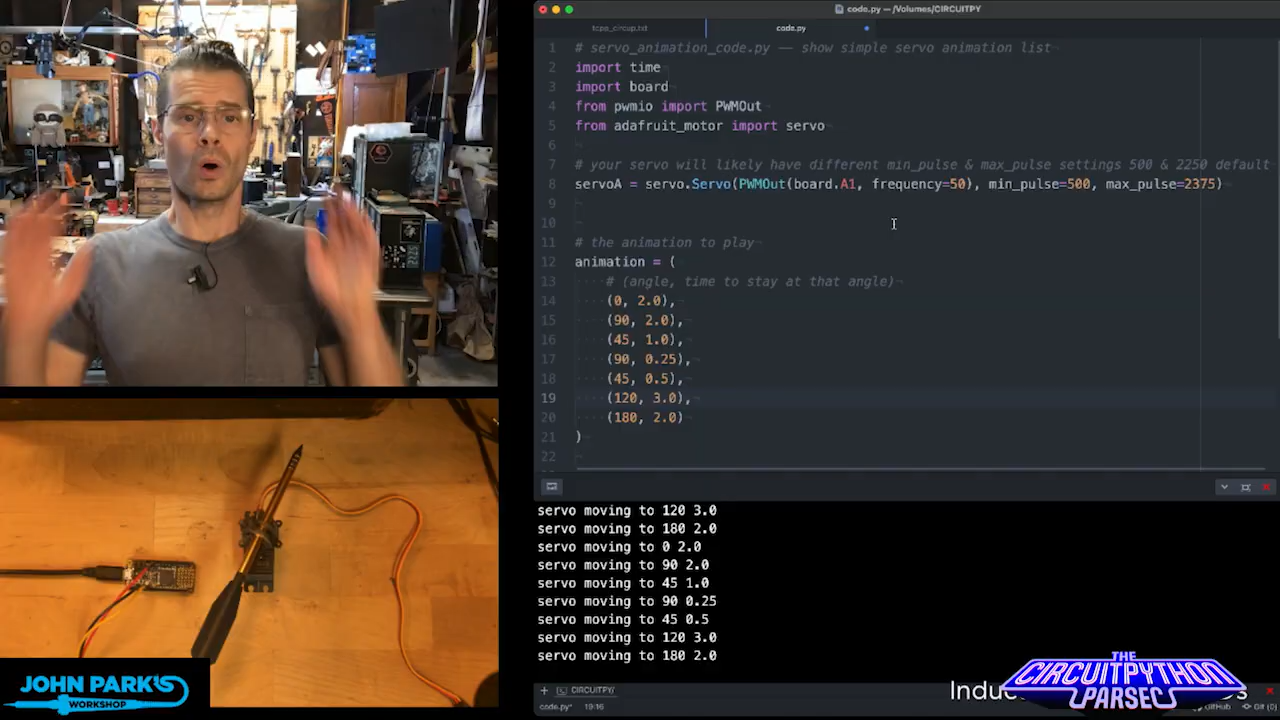 code.py — /Volumes/CIRCUITPY
tcpa_circup.txt
code.py
1 # servo_animation_code.py —— show simple servo animation list
2 import time
3 import board
4 from pwmio import PWMOut
5 from adafruit_motor import servo
6
7 # your servo will likely have different min_pulse & max_pulse settings 500 & 2250 default
8 servoA = servo.Servo(PWMOut(board.A1, frequency=50), min_pulse=500, max_pulse=2375)
9
10
11 # the animation to play
12 animation = (
13 # (angle, time to stay at that angle)
14 (0, 2.0),
15 (90, 2.0),
16 (45, 1.0),
17 (90, 0.25),
18 (45, 0.5),
19 (120, 3.0),
20 (180, 2.0)
21 )
22
servo moving to 120 3.0
servo moving to 180 2.0
servo moving to 0 2.0
servo moving to 90 2.0
servo moving to 45 1.0
servo moving to 90 0.25
servo moving to 45 0.5
servo moving to 120 3.0
servo moving to 180 2.0
+ CIRCUITPY/
code.py* 19:16
GitHub Git (0)
JOHN PARK'S
WORKSHOP
THE
CIRCUITPYTHON
PARSEC